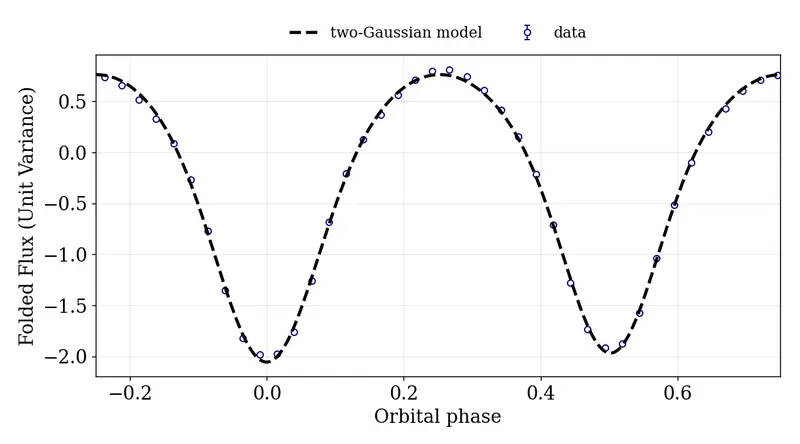 two-Gaussian model data
Folded Flux (Unit Variance)
0.5
0.0
−0.5
−1.0
−1.5
−2.0
−0.2 0.0 0.2 0.4 0.6
Orbital phase